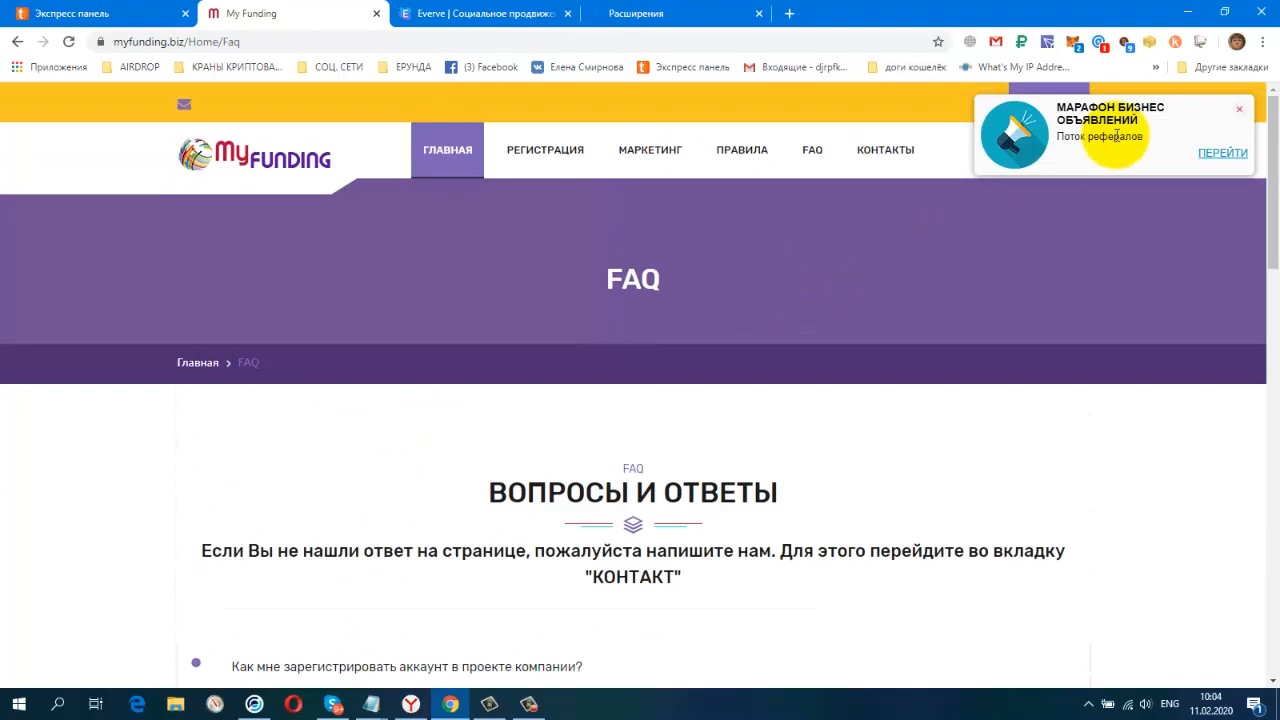 Экспресс панель
My Funding
Everve | Социальное продвиже
Расширения
myfunding.biz/Home/Faq
2
1
9
Приложения
AIRDROP
КРАНЫ КРИПТОВА...
СОЦ. СЕТИ
ЕРУНДА
(3) Facebook
Елена Смирнова
Экспресс панель
Входящие - djrpfk...
доги кошелёк
What's My IP Addre...
»
Другие закладки
МАРАФОН БИЗНЕС
ОБЪЯВЛЕНИЙ
Поток рефералов
ПЕРЕЙТИ
MyFUNDING
ГЛАВНАЯ
РЕГИСТРАЦИЯ
МАРКЕТИНГ
ПРАВИЛА
FAQ
КОНТАКТЫ
FAQ
Главная > FAQ
FAQ
ВОПРОСЫ И ОТВЕТЫ
Если Вы не нашли ответ на странице, пожалуйста напишите нам. Для этого перейдите во вкладку
"КОНТАКТ"
Как мне зарегистрировать аккаунт в проекте компании?
ENG
10:04
11.02.2020
1